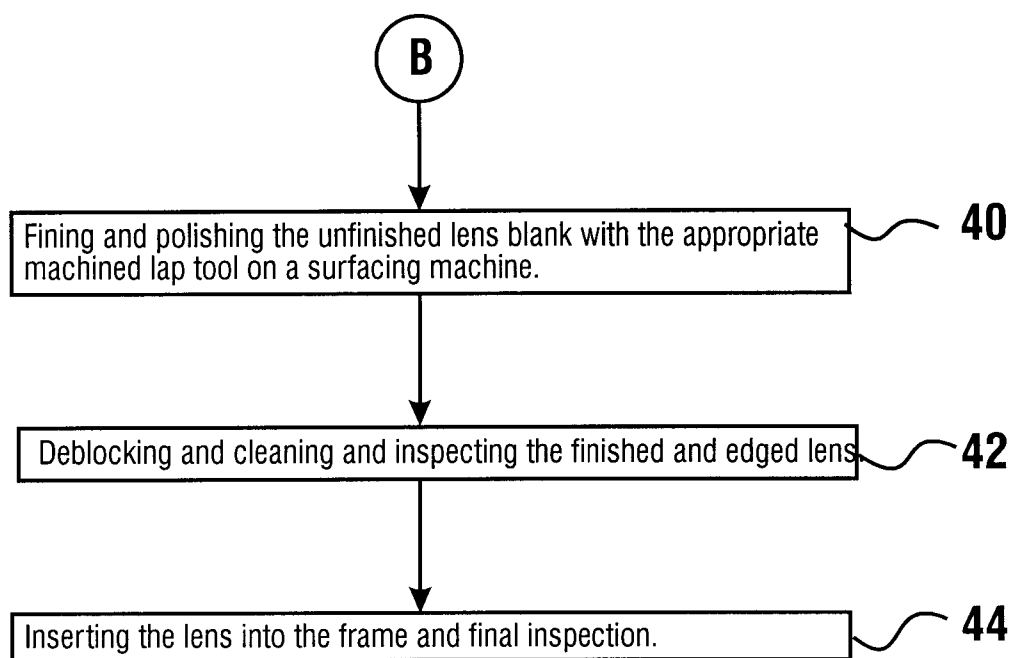 B
Fining and polishing the unfinished lens blank with the appropriate
machined lap tool on a surfacing machine.
40
Deblocking and cleaning and inspecting the finished and edged lens.
42
Inserting the lens into the frame and final inspection.
44